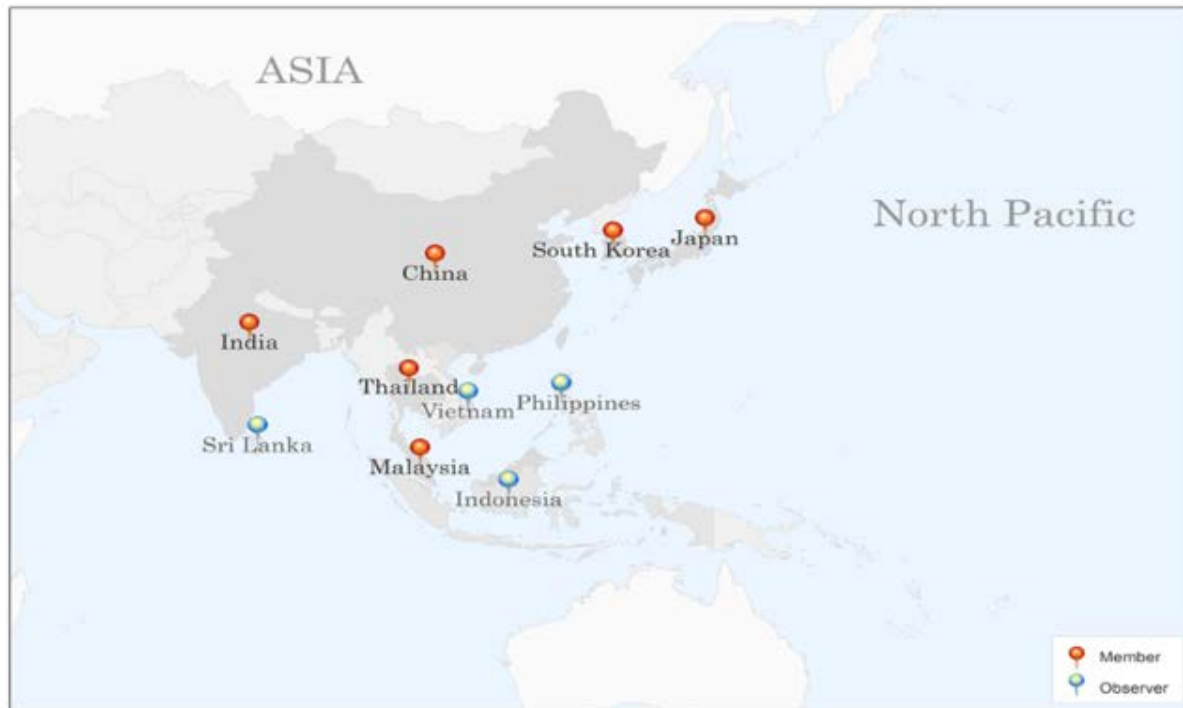 ASIA
North Pacific
South Korea
Japan
China
India
Thailand
Vietnam
Philippines
Sri Lanka
Malaysia
Indonesia
Member
Observer